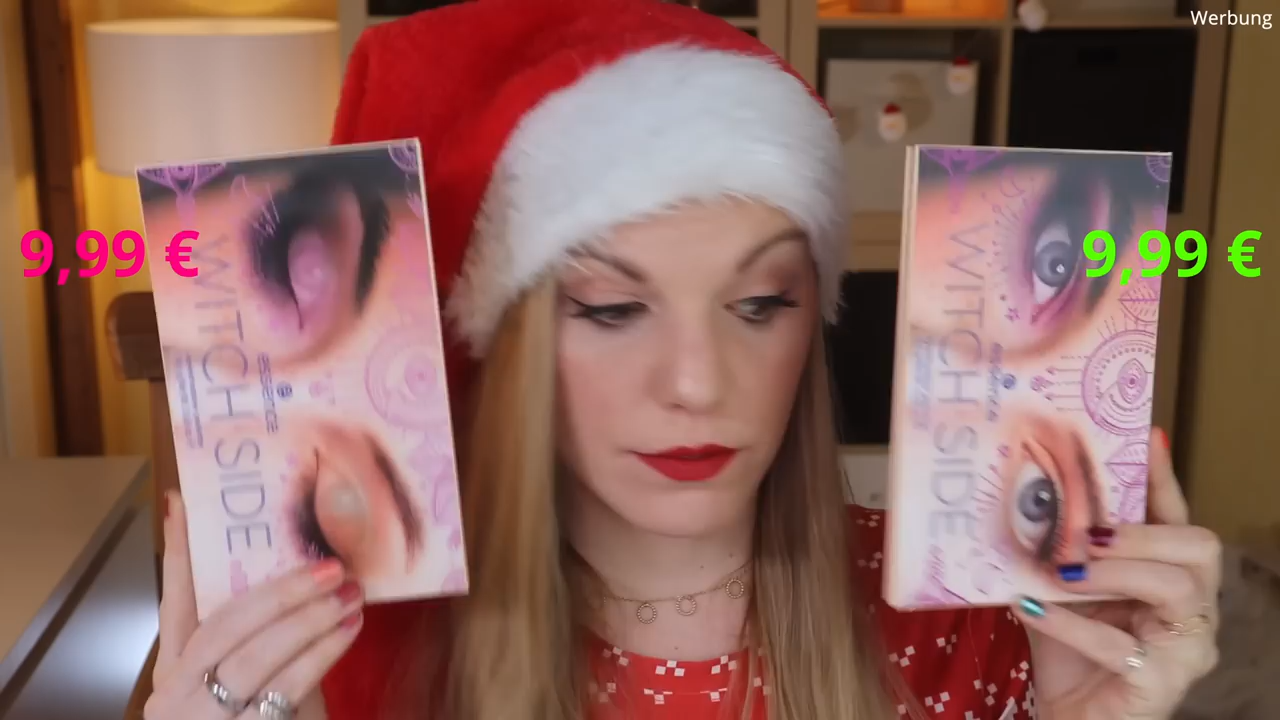 Werbung
9,99 €
9,99 €
WITCH SIDE
essence
WITCH SIDE
essence